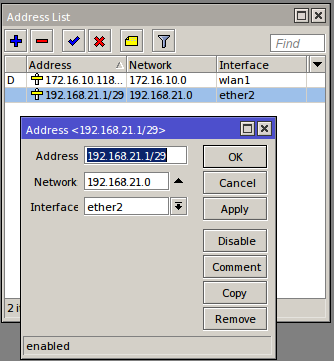 Address List
Find
Address Network Interface
D 172.16.10.118... 172.16.10.0 wlan1
192.168.21.1/29 192.168.21.0 ether2
Address <192.168.21.1/29>
Address 192.168.21.1/29 OK
Network 192.168.21.0 Cancel
Interface ether2 Apply
Disable
Comment
Copy
Remove
enabled